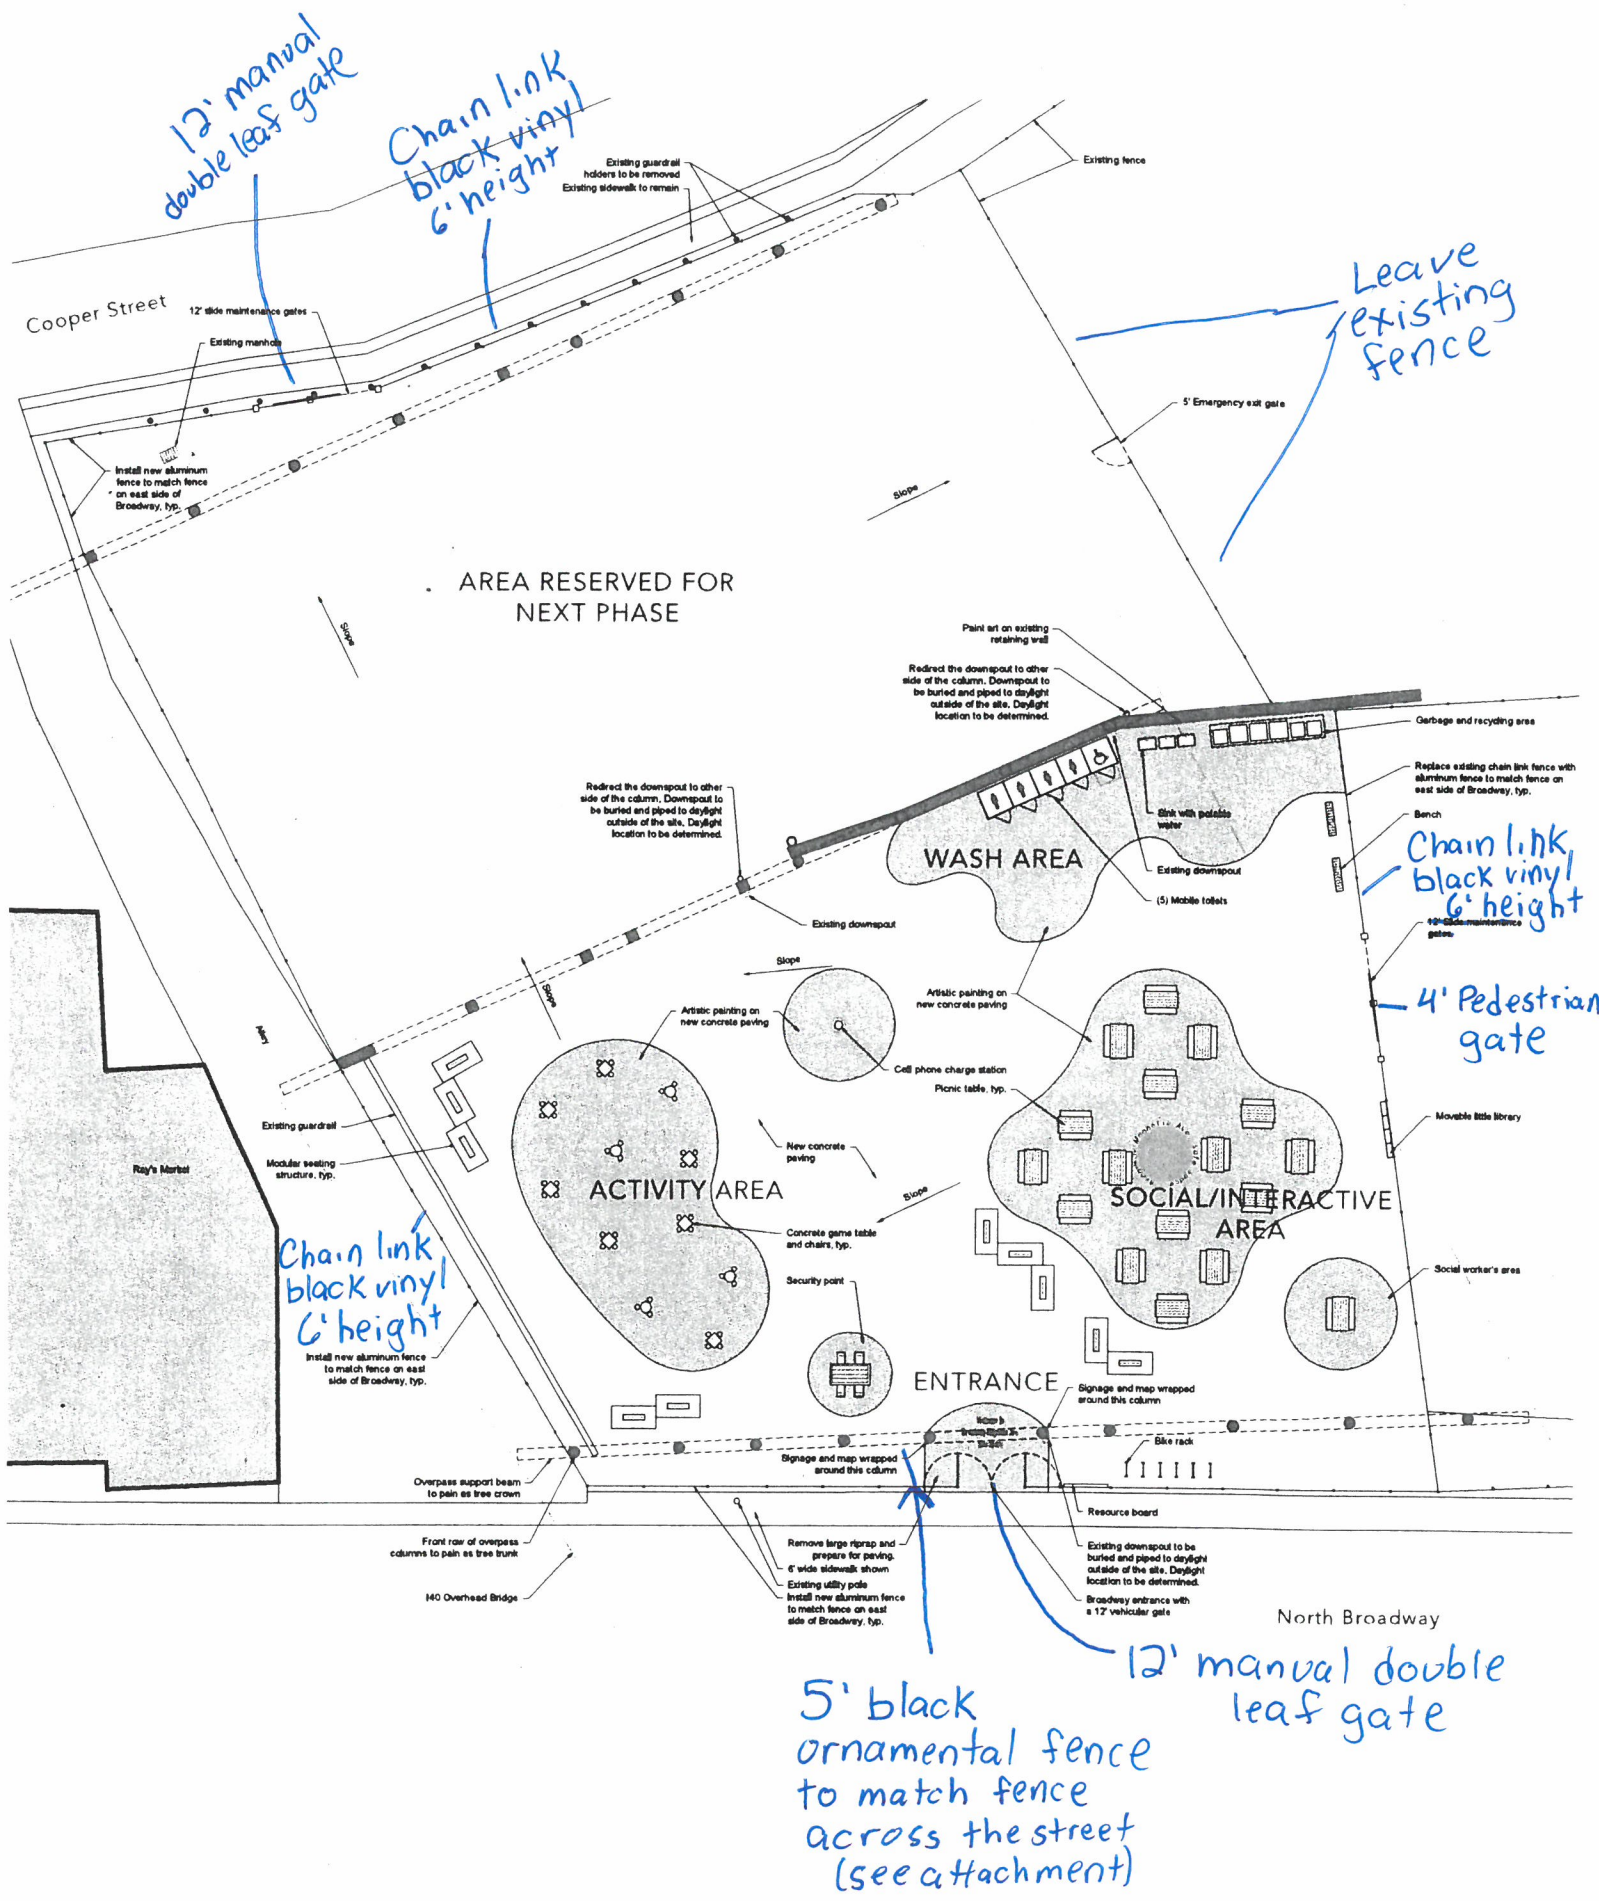 12' manual
double leaf gate
Chain link
black vinyl
6' height
Existing guardrail
holders to be removed
Existing sidewalk to remain
Existing fence
Leave
existing
fence
Cooper Street
12' slide maintenance gates
Existing manhole
5' Emergency exit gate
Install new aluminum
fence to match fence
on east side of
Broadway, typ.
Slope
AREA RESERVED FOR
NEXT PHASE
Slope
Paint art on existing
retaining wall
Redirect the downspout to other
side of the column. Downspout to
be buried and piped to daylight
outside of the site. Daylight
location to be determined.
Garbage and recycling area
Replace existing chain link fence with
aluminum fence to match fence on
east side of Broadway, typ.
Redirect the downspout to other
side of the column. Downspout to
be buried and piped to daylight
outside of the site. Daylight
location to be determined.
Sink with potable
water
Bench
WASH AREA
Chain link,
black vinyl
6' height
Existing downspout
(5) Mobile toilets
12' Slide maintenance
gates.
Existing downspout
Slope
Slope
Artistic painting on
new concrete paving
Artistic painting on
new concrete paving
4' Pedestrian
gate
Alley
Cell phone charge station
Picnic table, typ.
Existing guardrail
Movable little library
Modular seating
structure, typ.
New concrete
paving
Ray's Market
ACTIVITY AREA
Slope
SOCIAL/INTERACTIVE
AREA
Concrete game table
and chairs, typ.
Chain link,
black vinyl
6' height
Security point
Social worker's area
Install new aluminum fence
to match fence on east
side of Broadway, typ.
ENTRANCE
Signage and map wrapped
around this column
Signage and map wrapped
around this column
Bike rack
Overpass support beam
to pain as tree crown
Resource board
Front row of overpass
columns to pain as tree trunk
Remove large riprap and
prepare for paving.
6' wide sidewalk shown
Existing utility pole
Install new aluminum fence
to match fence on east
side of Broadway, typ.
Existing downspout to be
buried and piped to daylight
outside of the site. Daylight
location to be determined.
I40 Overhead Bridge
Broadway entrance with
a 12' vehicular gate
North Broadway
12' manual double
leaf gate
5' black
ornamental fence
to match fence
across the street
(see attachment)